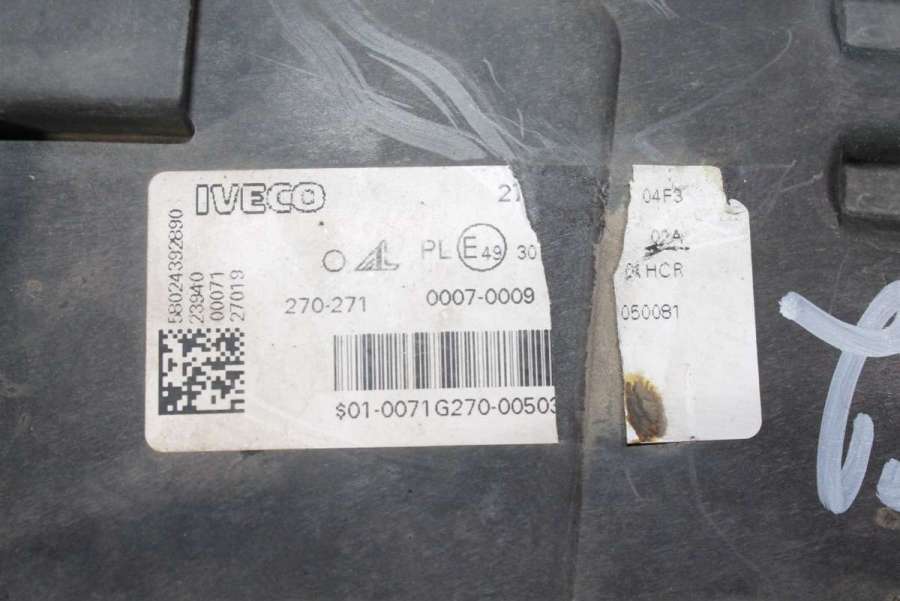 IVECO
27
04F3
02A
PL E49 30
HCR
270-271
0007-0009
050081
58024392890
23940
00071
27019
$01-0071G270-00503